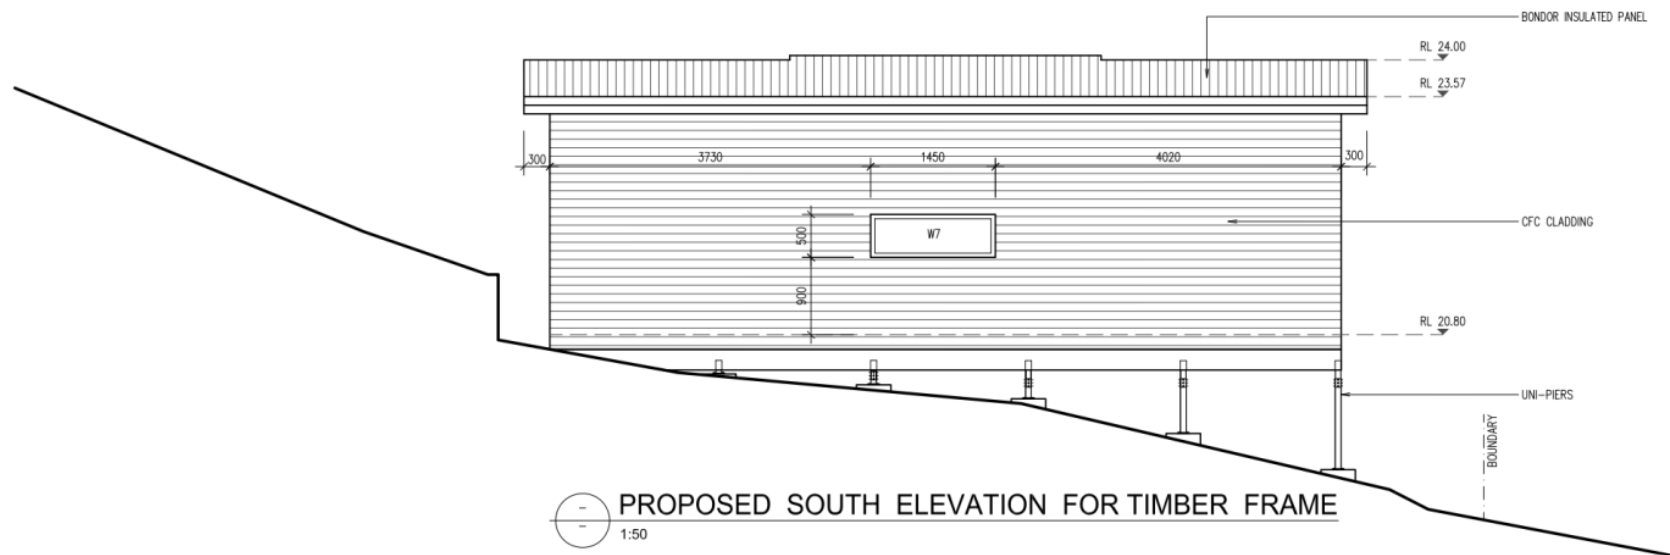 BONDOR INSULATED PANEL
RL 24.00
RL 23.57
300
3730
1450
4020
300
500
W7
CFC CLADDING
900
RL 20.80
UNI-PIERS
BOUNDARY
PROPOSED SOUTH ELEVATION FOR TIMBER FRAME
1:50